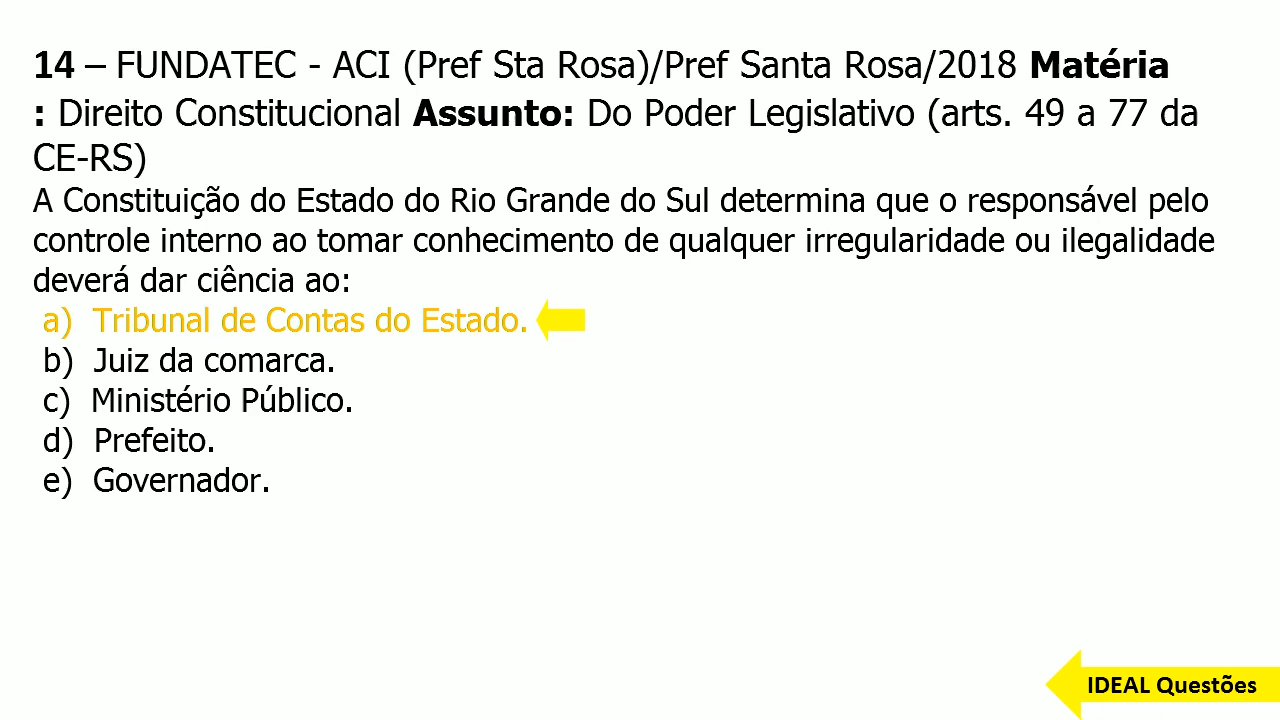 14 – FUNDATEC - ACI (Pref Sta Rosa)/Pref Santa Rosa/2018 Matéria
: Direito Constitucional Assunto: Do Poder Legislativo (arts. 49 a 77 da
CE-RS)
A Constituição do Estado do Rio Grande do Sul determina que o responsável pelo
controle interno ao tomar conhecimento de qualquer irregularidade ou ilegalidade
deverá dar ciência ao:
a) Tribunal de Contas do Estado.
b) Juiz da comarca.
c) Ministério Público.
d) Prefeito.
e) Governador.
IDEAL Questões